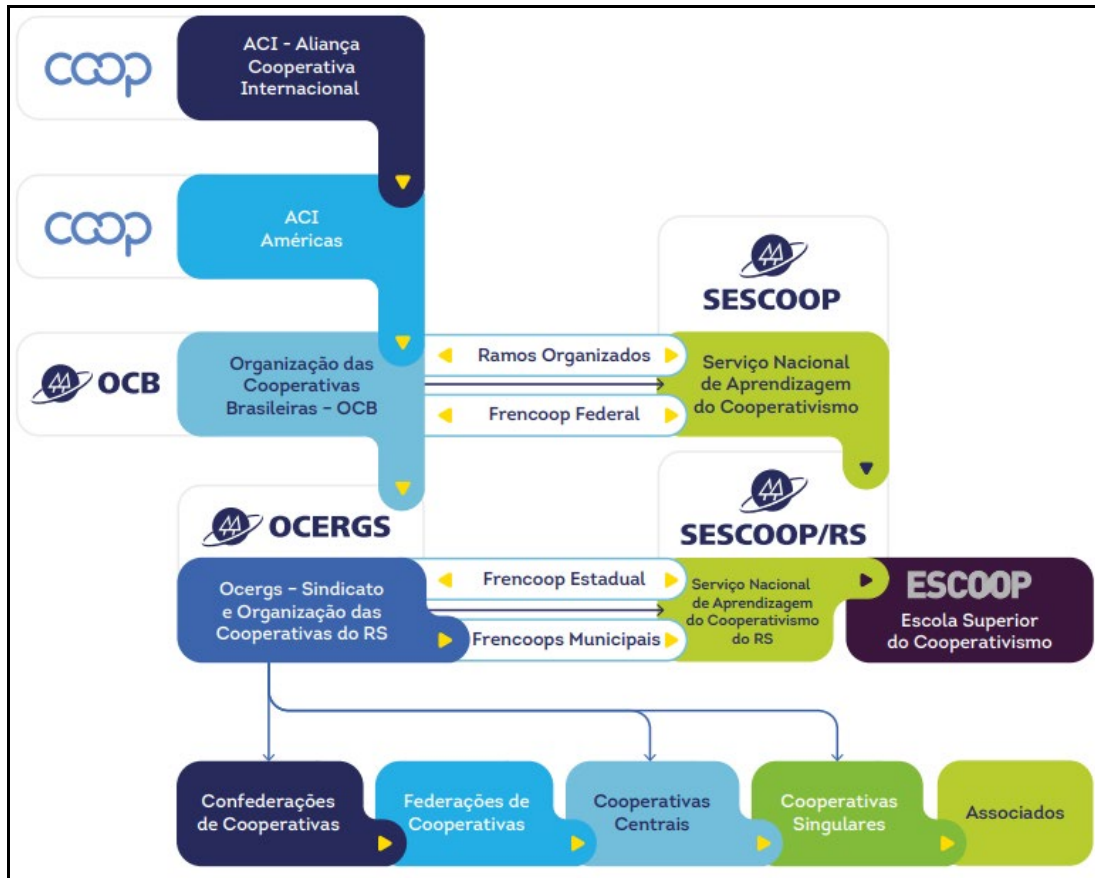 coop
ACI - Aliança
Cooperativa
Internacional
coop
ACI
Américas
SESCOOP
OCB
Organização das
Cooperativas
Brasileiras – OCB
Ramos Organizados
Frencoop Federal
Serviço Nacional
de Aprendizagem
do Cooperativismo
OCERGS
SESCOOP/RS
Ocergs – Sindicato
e Organização das
Cooperativas do RS
Frencoop Estadual
Frencoops Municipais
Serviço Nacional
de Aprendizagem
do Cooperativismo
do RS
ESCOOP
Escola Superior
do Cooperativismo
Confederações
de Cooperativas
Federações de
Cooperativas
Cooperativas
Centrais
Cooperativas
Singulares
Associados